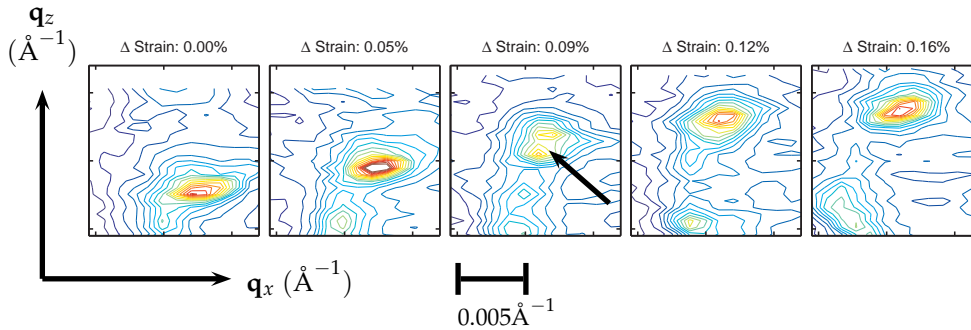 q_z
(Å⁻¹)
Δ Strain: 0.00%
Δ Strain: 0.05%
Δ Strain: 0.09%
Δ Strain: 0.12%
Δ Strain: 0.16%
q_x (Å⁻¹)
0.005Å⁻¹